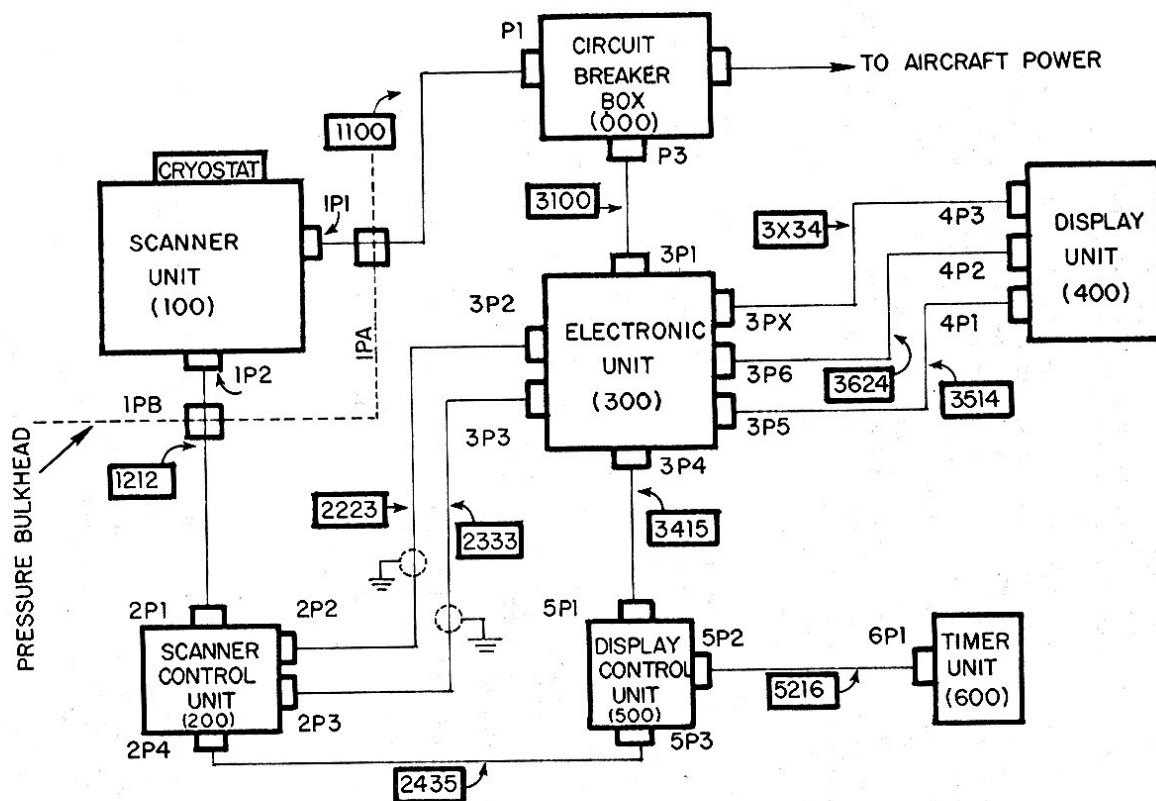 P1
CIRCUIT
BREAKER
BOX
(000)
TO AIRCRAFT POWER
P3
1100
CRYOSTAT
SCANNER
UNIT
(100)
1P1
1P2
1PA
1PB
1212
PRESSURE BULKHEAD
3100
3P1
3P2
3P3
ELECTRONIC
UNIT
(300)
3PX
3P6
3P5
3P4
3X34
3624
3514
4P3
4P2
4P1
DISPLAY
UNIT
(400)
2223
2333
3415
2P1
2P2
SCANNER
CONTROL
UNIT
(200)
2P3
2P4
2435
5P1
5P2
DISPLAY
CONTROL
UNIT
(500)
5P3
5216
6P1
TIMER
UNIT
(600)